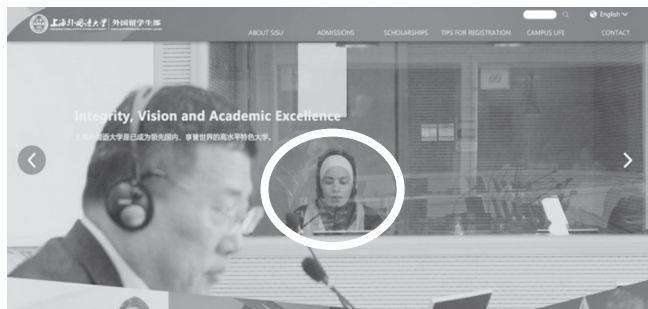 上海外国语大学 外国留学生部
English
ABOUT SISU ADMISSIONS SCHOLARSHIPS TIPS FOR REGISTRATION CAMPUS LIFE CONTACT
Integrity, Vision and Academic Excellence
上海外国语大学是已成为领先国内、享誉世界的高水平特色大学。